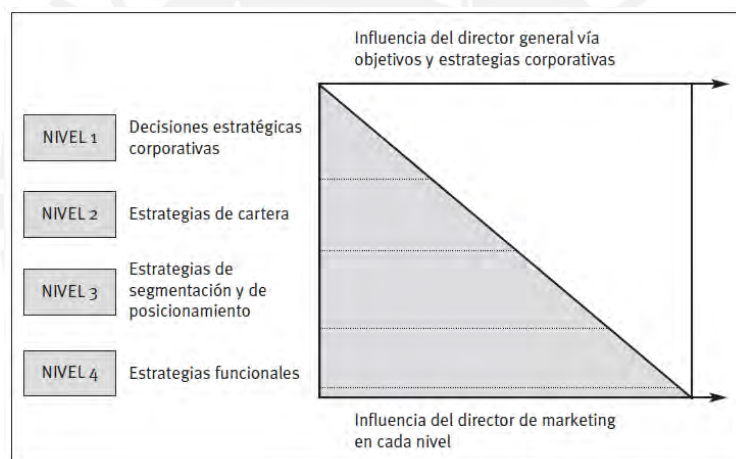 Influencia del director general vía
objetivos y estrategias corporativas
NIVEL 1
Decisiones estratégicas
corporativas
NIVEL 2
Estrategias de cartera
NIVEL 3
Estrategias de
segmentación y de
posicionamiento
NIVEL 4
Estrategias funcionales
Influencia del director de marketing
en cada nivel